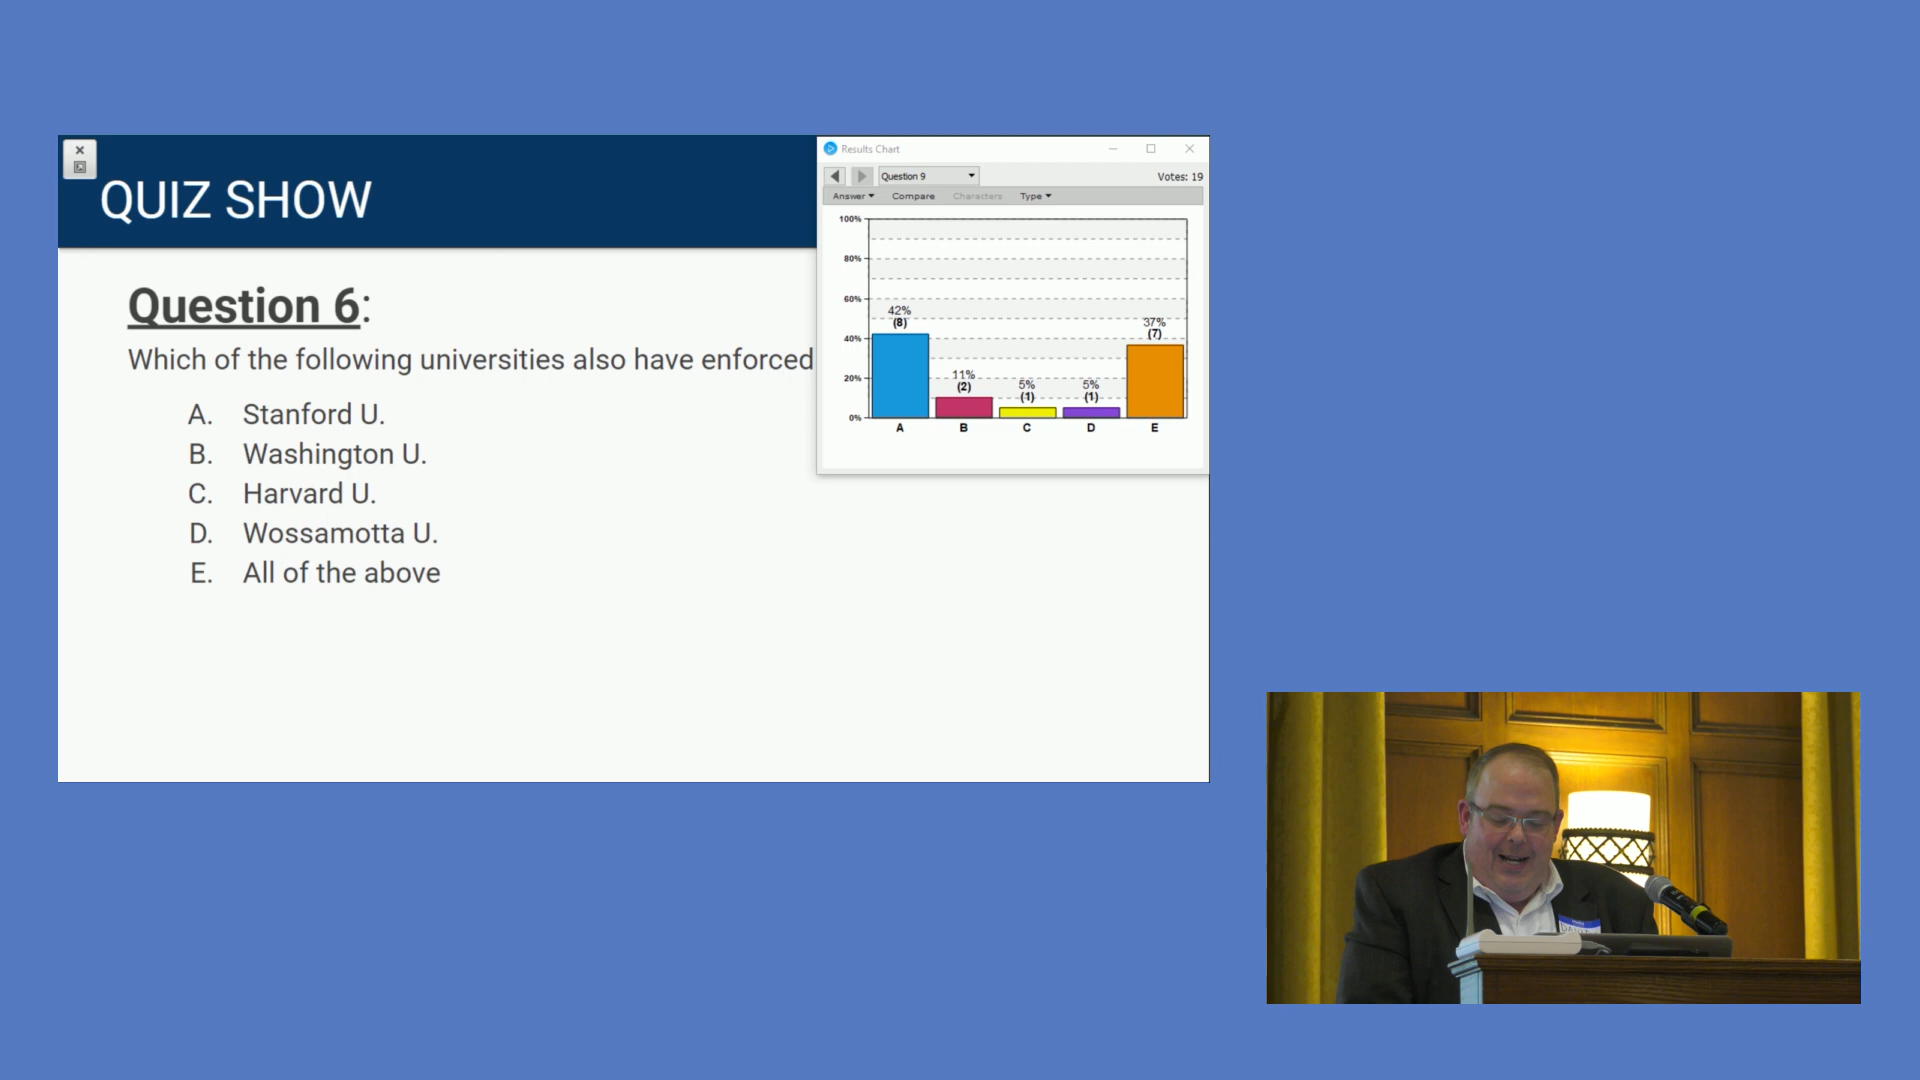 QUIZ SHOW
Question 6:
Which of the following universities also have enforced
A. Stanford U.
B. Washington U.
C. Harvard U.
D. Wossamotta U.
E. All of the above
Results Chart
Question 9
Votes: 19
Answer Compare Characters Type
100%
80%
60%
40%
20%
0%
42%
(8)
11%
(2)
5%
(1)
5%
(1)
37%
(7)
A B C D E